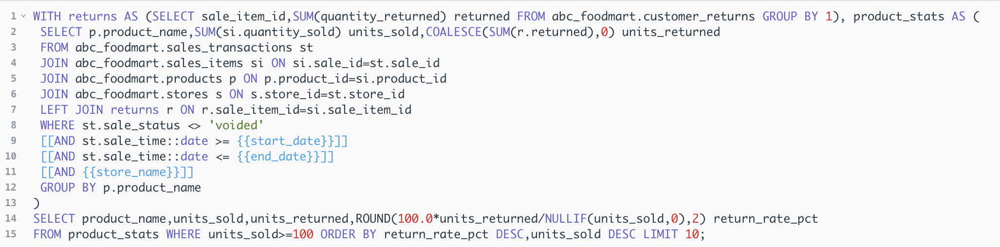 1 WITH returns AS (SELECT sale_item_id,SUM(quantity_returned) returned FROM abc_foodmart.customer_returns GROUP BY 1), product_stats AS (
2 SELECT p.product_name,SUM(si.quantity_sold) units_sold,COALESCE(SUM(r.returned),0) units_returned
3 FROM abc_foodmart.sales_transactions st
4 JOIN abc_foodmart.sales_items si ON si.sale_id=st.sale_id
5 JOIN abc_foodmart.products p ON p.product_id=si.product_id
6 JOIN abc_foodmart.stores s ON s.store_id=st.store_id
7 LEFT JOIN returns r ON r.sale_item_id=si.sale_item_id
8 WHERE st.sale_status <> 'voided'
9 [[AND st.sale_time::date >= {{start_date}}]]
10 [[AND st.sale_time::date <= {{end_date}}]]
11 [[AND {{store_name}}]]
12 GROUP BY p.product_name
13 )
14 SELECT product_name,units_sold,units_returned,ROUND(100.0*units_returned/NULLIF(units_sold,0),2) return_rate_pct
15 FROM product_stats WHERE units_sold>=100 ORDER BY return_rate_pct DESC,units_sold DESC LIMIT 10;